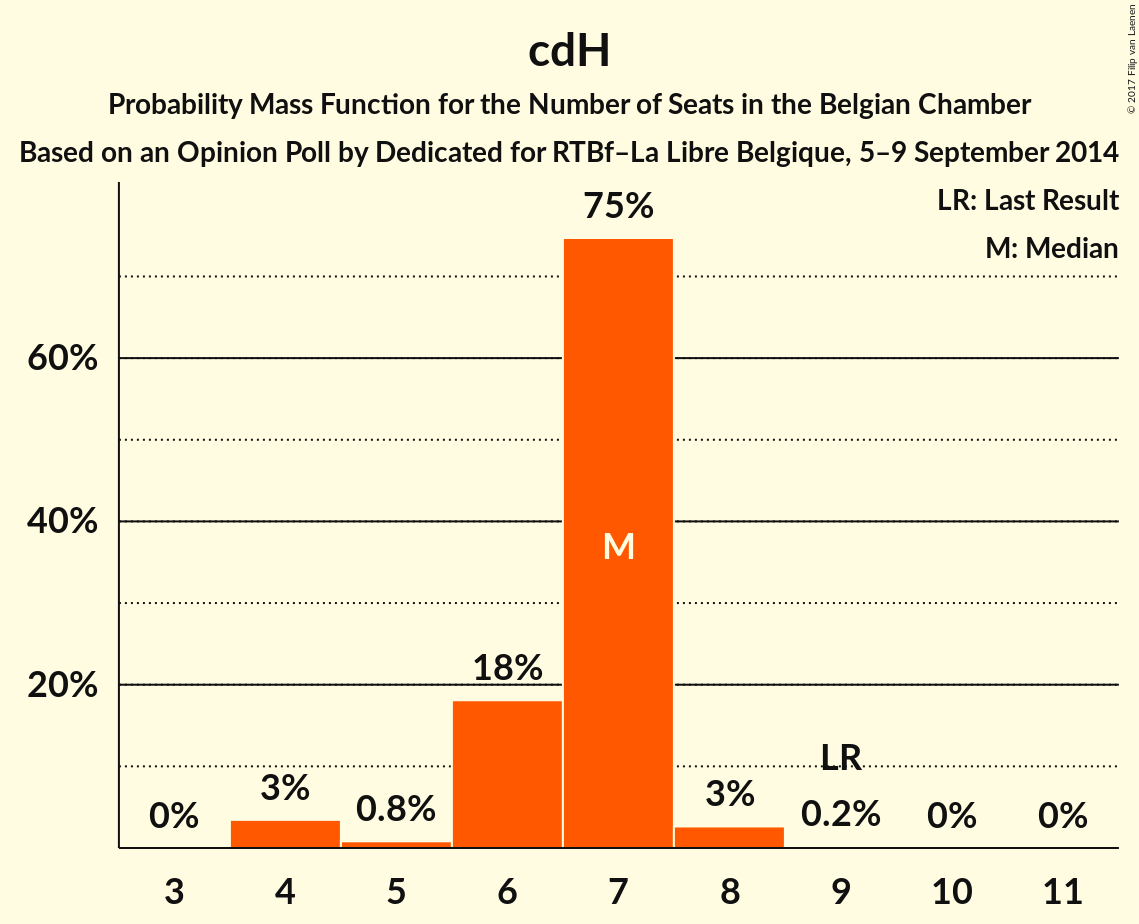 cdH
Probability Mass Function for the Number of Seats in the Belgian Chamber
Based on an Opinion Poll by Dedicated for RTBf–La Libre Belgique, 5–9 September 2014
© 2017 Filip van Laenen
LR: Last Result
M: Median
60%
40%
20%
0%
3%
0.8%
18%
75%
M
3%
LR
0.2%
0%
0%
3 4 5 6 7 8 9 10 11